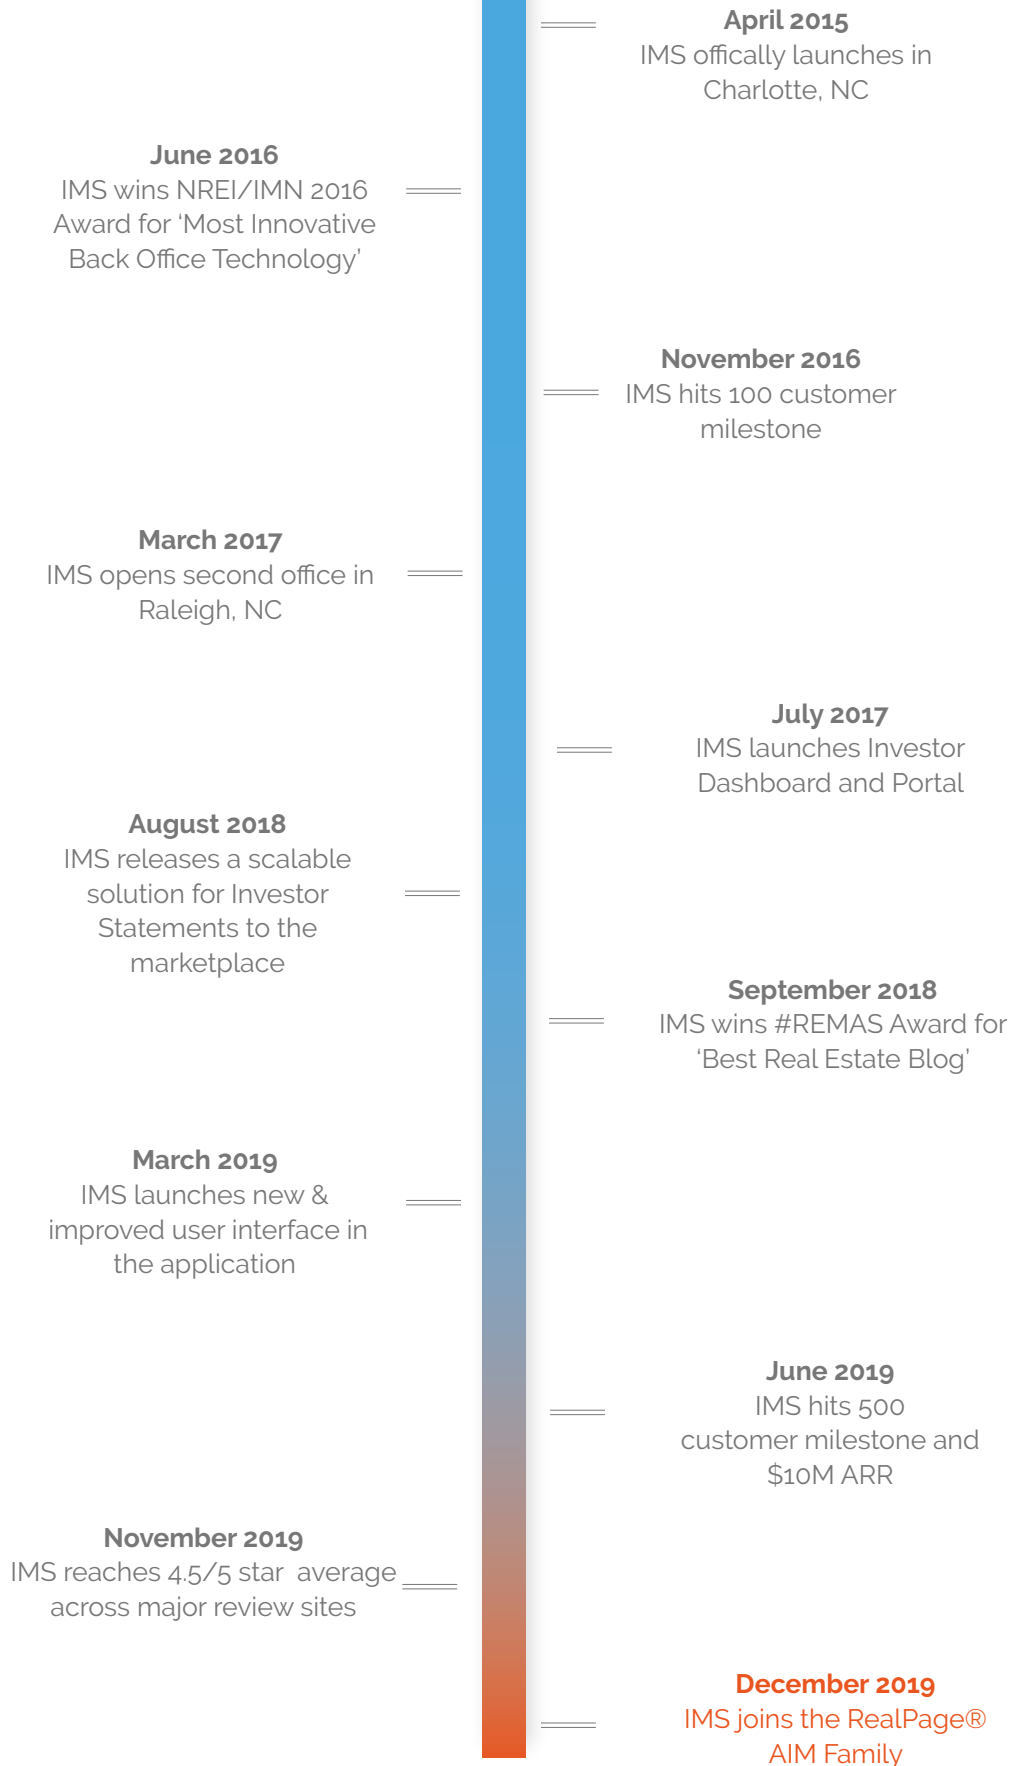 April 2015
IMS offically launches in
Charlotte, NC
June 2016
IMS wins NREI/IMN 2016
Award for ‘Most Innovative
Back Office Technology’
November 2016
IMS hits 100 customer
milestone
March 2017
IMS opens second office in
Raleigh, NC
July 2017
IMS launches Investor
Dashboard and Portal
August 2018
IMS releases a scalable
solution for Investor
Statements to the
marketplace
September 2018
IMS wins #REMAS Award for
‘Best Real Estate Blog’
March 2019
IMS launches new &
improved user interface in
the application
June 2019
IMS hits 500
customer milestone and
$10M ARR
November 2019
IMS reaches 4.5/5 star  average
across major review sites
December 2019
IMS joins the RealPage®
AIM Family